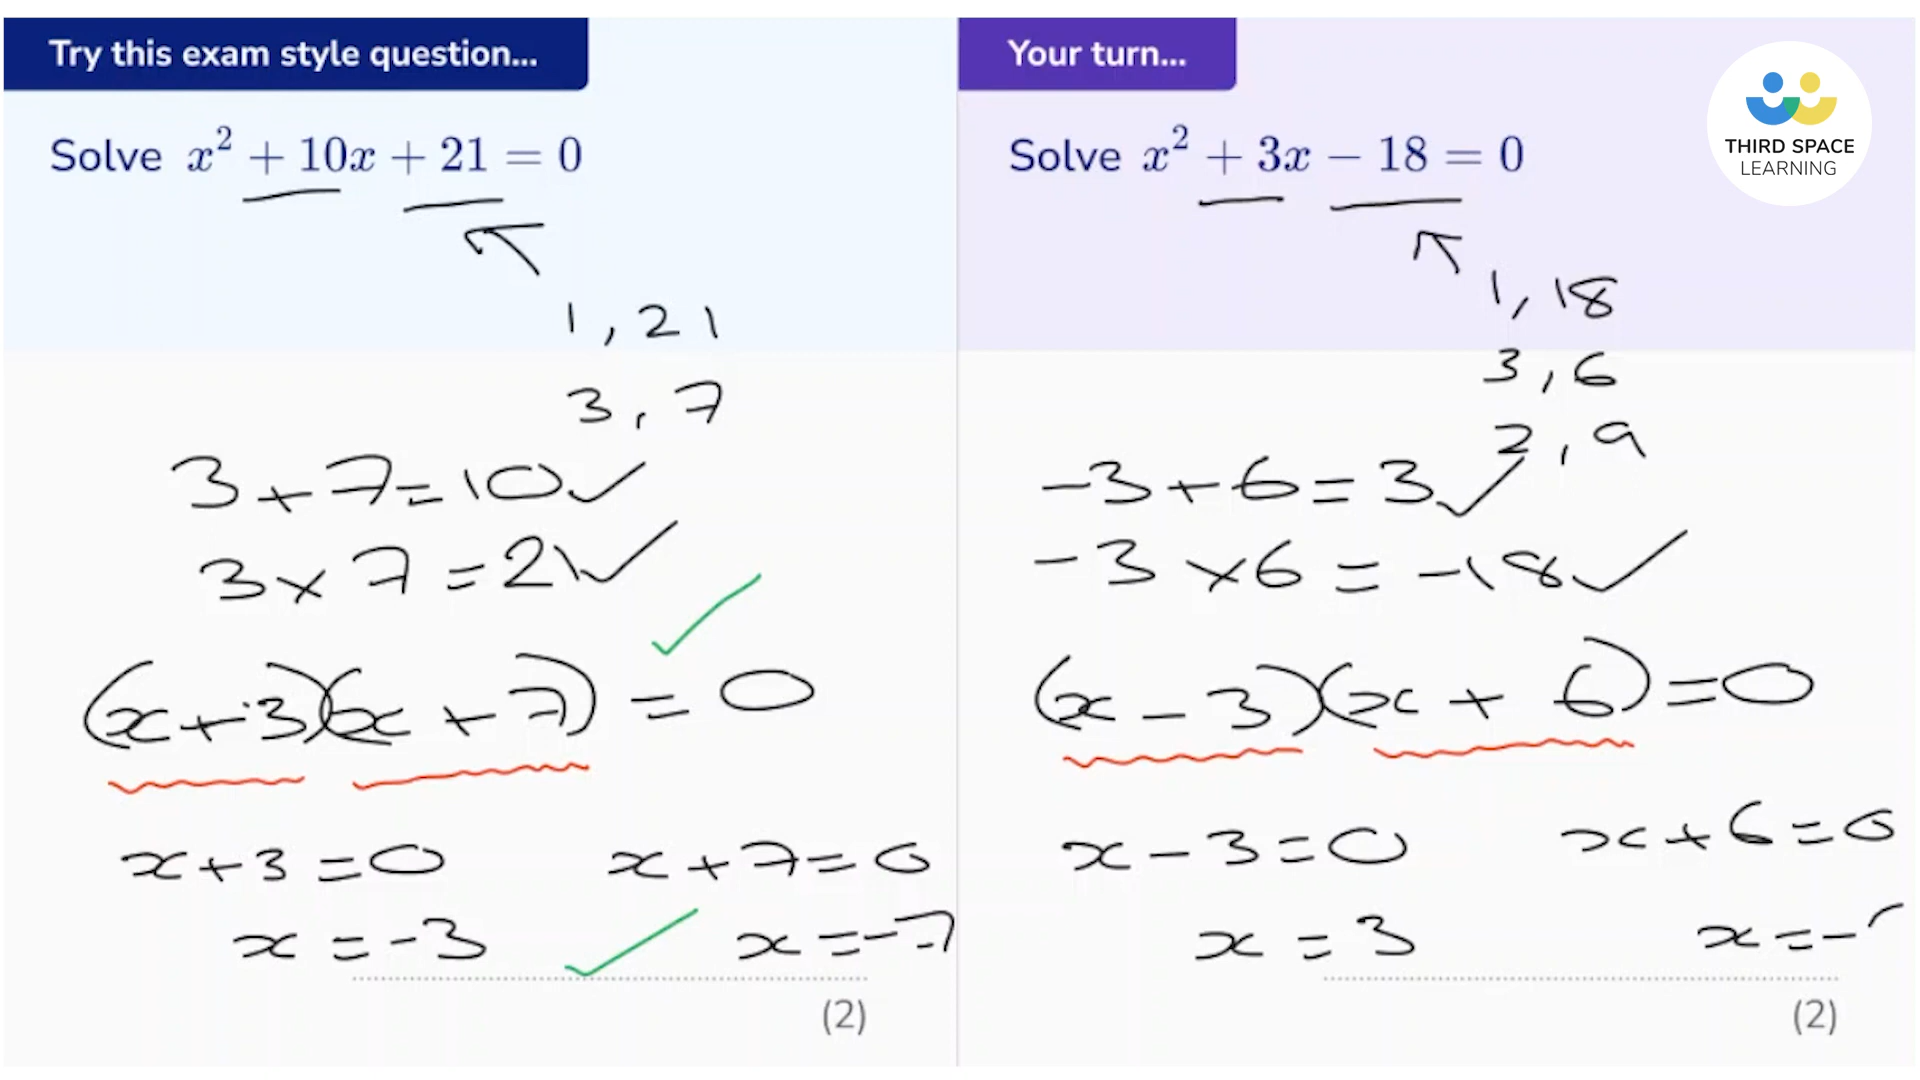 Try this exam style question...
Solve x² + 10x + 21 = 0
1, 21
3, 7
3 + 7 = 10 ✓
3 × 7 = 21 ✓
(x + 3)(x + 7) = 0
x + 3 = 0 x + 7 = 0
x = -3 x = -7
(2)
Your turn...
Solve x² + 3x − 18 = 0
1, 18
3, 6
2, 9
-3 + 6 = 3 ✓
-3 × 6 = -18 ✓
(x − 3)(x + 6) = 0
x − 3 = 0 x + 6 = 0
x = 3 x = -
(2)
THIRD SPACE
LEARNING